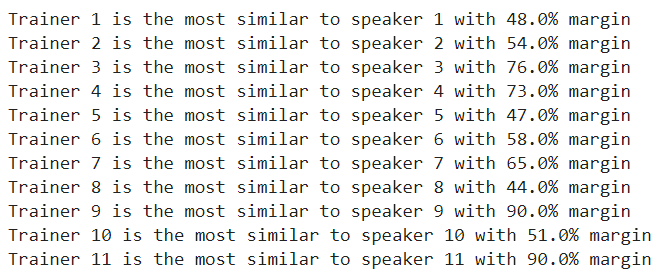 Trainer 1 is the most similar to speaker 1 with 48.0% margin
Trainer 2 is the most similar to speaker 2 with 54.0% margin
Trainer 3 is the most similar to speaker 3 with 76.0% margin
Trainer 4 is the most similar to speaker 4 with 73.0% margin
Trainer 5 is the most similar to speaker 5 with 47.0% margin
Trainer 6 is the most similar to speaker 6 with 58.0% margin
Trainer 7 is the most similar to speaker 7 with 65.0% margin
Trainer 8 is the most similar to speaker 8 with 44.0% margin
Trainer 9 is the most similar to speaker 9 with 90.0% margin
Trainer 10 is the most similar to speaker 10 with 51.0% margin
Trainer 11 is the most similar to speaker 11 with 90.0% margin